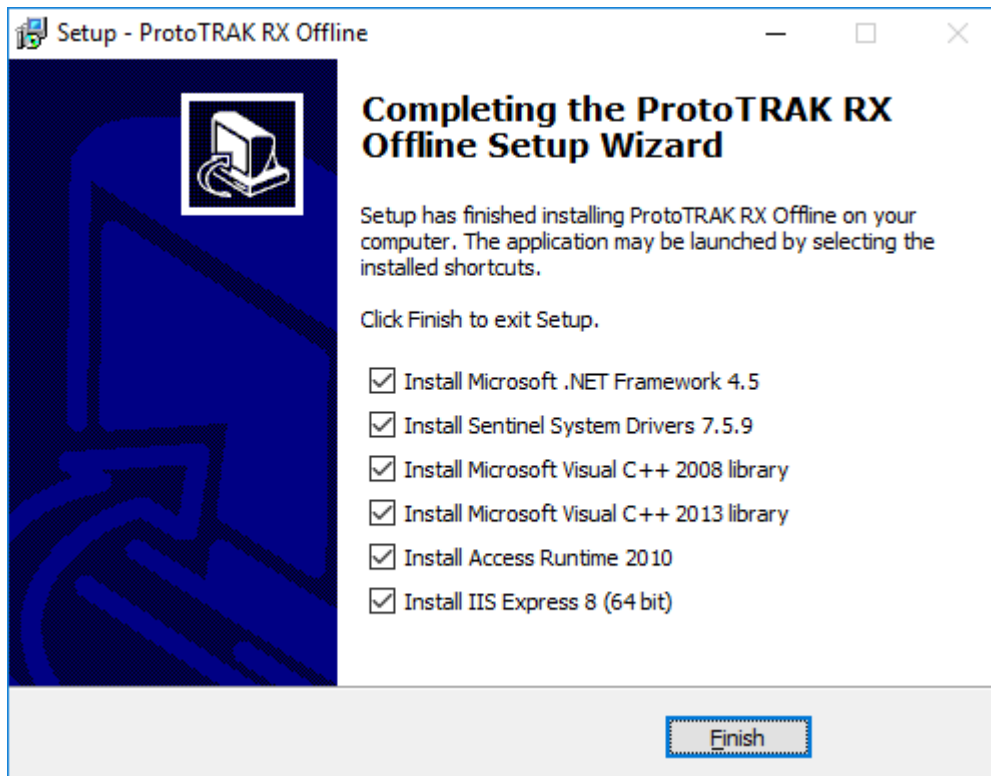 Setup - ProtoTRAK RX Offline
Completing the ProtoTRAK RX
Offline Setup Wizard
Setup has finished installing ProtoTRAK RX Offline on your
computer. The application may be launched by selecting the
installed shortcuts.
Click Finish to exit Setup.
Install Microsoft .NET Framework 4.5
Install Sentinel System Drivers 7.5.9
Install Microsoft Visual C++ 2008 library
Install Microsoft Visual C++ 2013 library
Install Access Runtime 2010
Install IIS Express 8 (64 bit)
Finish